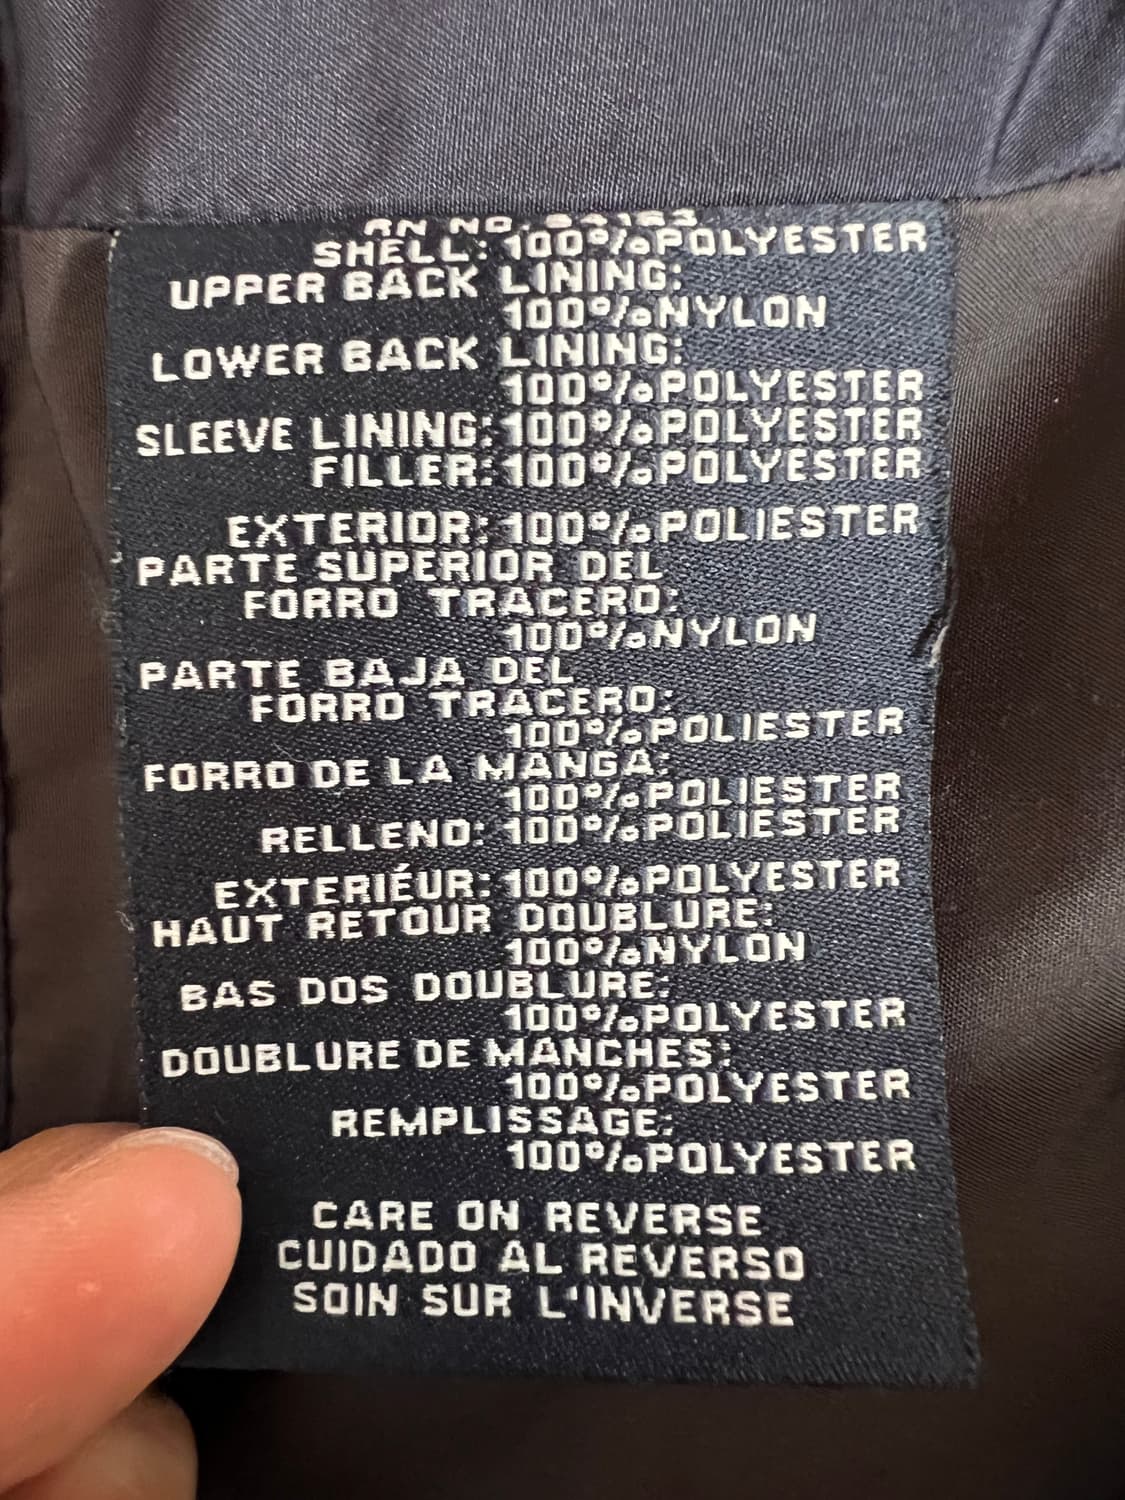 RN NO.
SHELL: 100%POLYESTER
UPPER BACK LINING:
100%NYLON
LOWER BACK LINING:
100%POLYESTER
SLEEVE LINING: 100%POLYESTER
FILLER: 100%POLYESTER
EXTERIOR: 100%POLIESTER
PARTE SUPERIOR DEL
FORRO TRACERO:
100%NYLON
PARTE BAJA DEL
FORRO TRACERO:
100%POLIESTER
FORRO DE LA MANGA:
100%POLIESTER
RELLENO: 100%POLIESTER
EXTERIÉUR: 100%POLYESTER
HAUT RETOUR DOUBLURE:
100%NYLON
BAS DOS DOUBLURE:
100%POLYESTER
DOUBLURE DE MANCHES:
100%POLYESTER
REMPLISSAGE:
100%POLYESTER
CARE ON REVERSE
CUIDADO AL REVERSO
SOIN SUR L'INVERSE